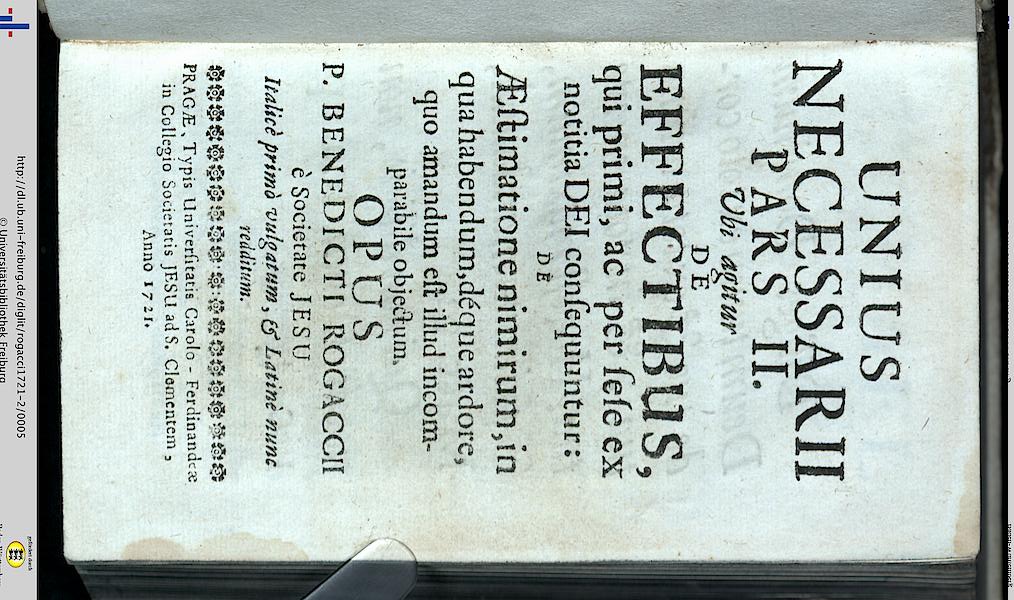 UNIUS
NECESSARII
PARS II.
Ubi agitur
DE
EFFECTIBUS,
qui primi, ac per ſeſe ex
notitia DEI conſequuntur:
DE
Æſtimatione nimirum, in
qua habendum, déque ardore,
quo amandum eſt illud incom-
parabile objectum,
OPUS
P. BENEDICTI ROGACCII
è Societate JESU
Italicè primò vulgatum, & Latinè nunc
redditum.
PRAGÆ, Typis Univerſitatis Carolo - Ferdinandeæ
in Collegio Societatis JESU ad S. Clementem,
Anno 1721.
http://dl.ub.uni-freiburg.de/diglit/rogacci1721-2/0005
© Universitätsbibliothek Freiburg
gefördert durch